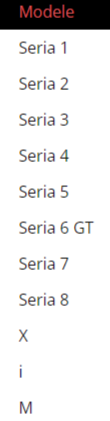 Modele
Seria 1
Seria 2
Seria 3
Seria 4
Seria 5
Seria 6 GT
Seria 7
Seria 8
X
i
M